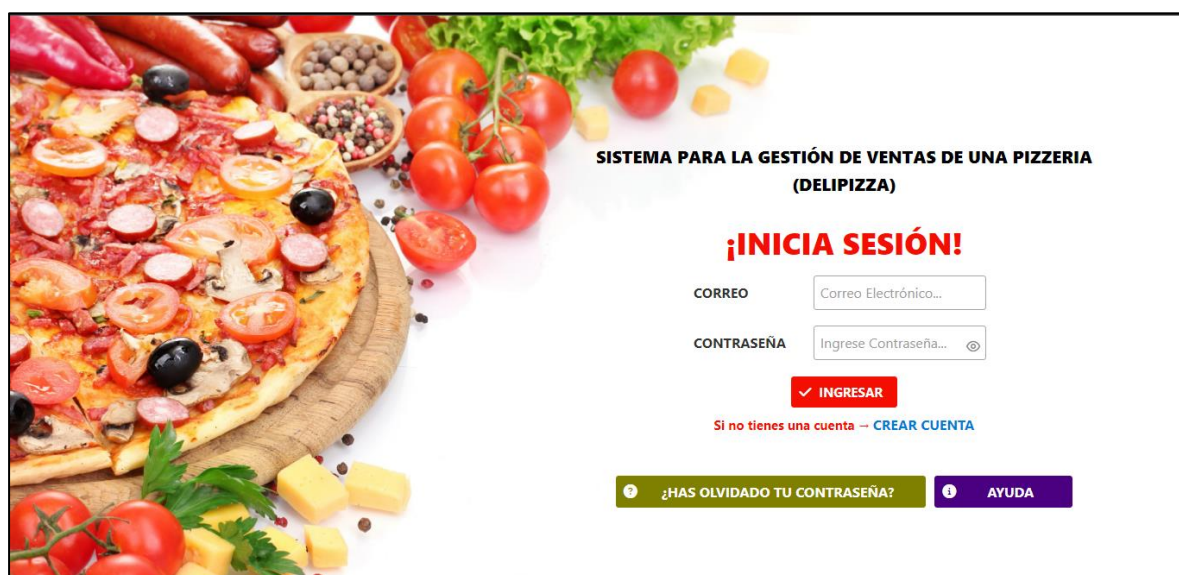 SISTEMA PARA LA GESTIÓN DE VENTAS DE UNA PIZZERIA
(DELIPIZZA)
¡INICIA SESIÓN!
CORREO Correo Electrónico...
CONTRASEÑA Ingrese Contraseña...
INGRESAR
Si no tienes una cuenta → CREAR CUENTA
¿HAS OLVIDADO TU CONTRASEÑA? AYUDA